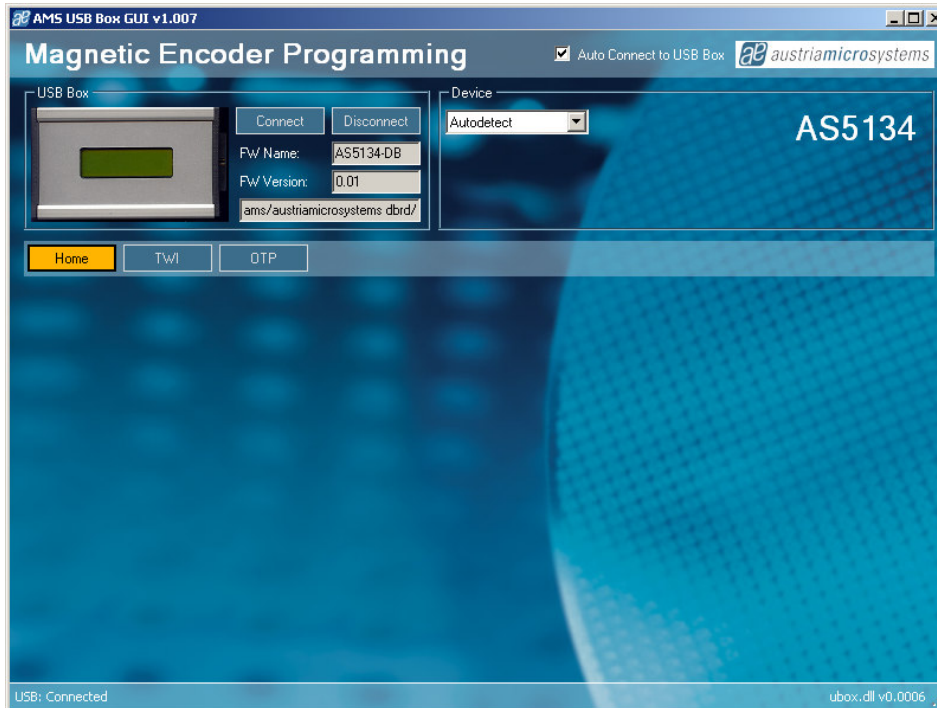 AMS USB Box GUI v1.007
Magnetic Encoder Programming
Auto Connect to USB Box
austriamicrosystems
USB Box
Connect
Disconnect
FW Name:
AS5134-DB
FW Version:
0.01
ams/austriamicrosystems dbrd/
Device
Autodetect
AS5134
Home
TWI
OTP
USB: Connected
ubox.dll v0.0006